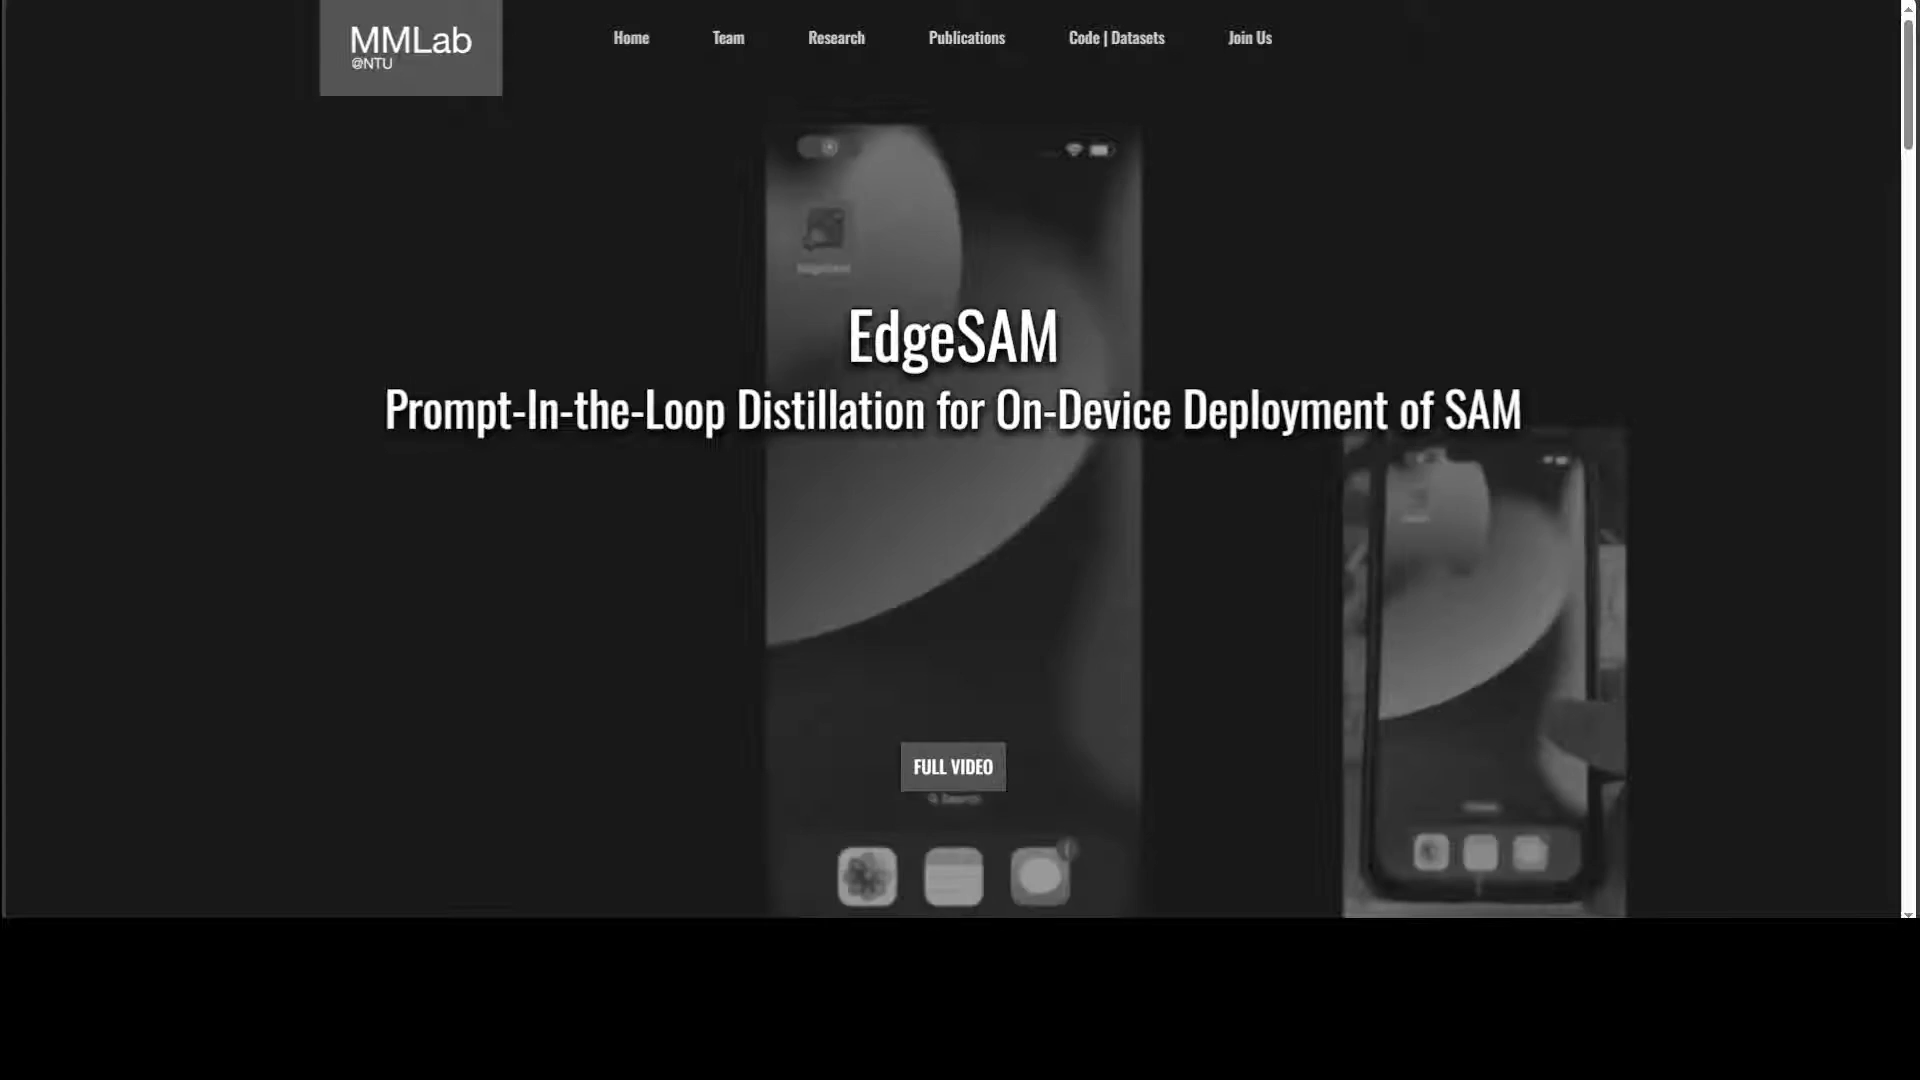 MMLab
@NTU
Home
Team
Research
Publications
Code | Datasets
Join Us
EdgeSAM
Prompt-In-the-Loop Distillation for On-Device Deployment of SAM
FULL VIDEO
Search